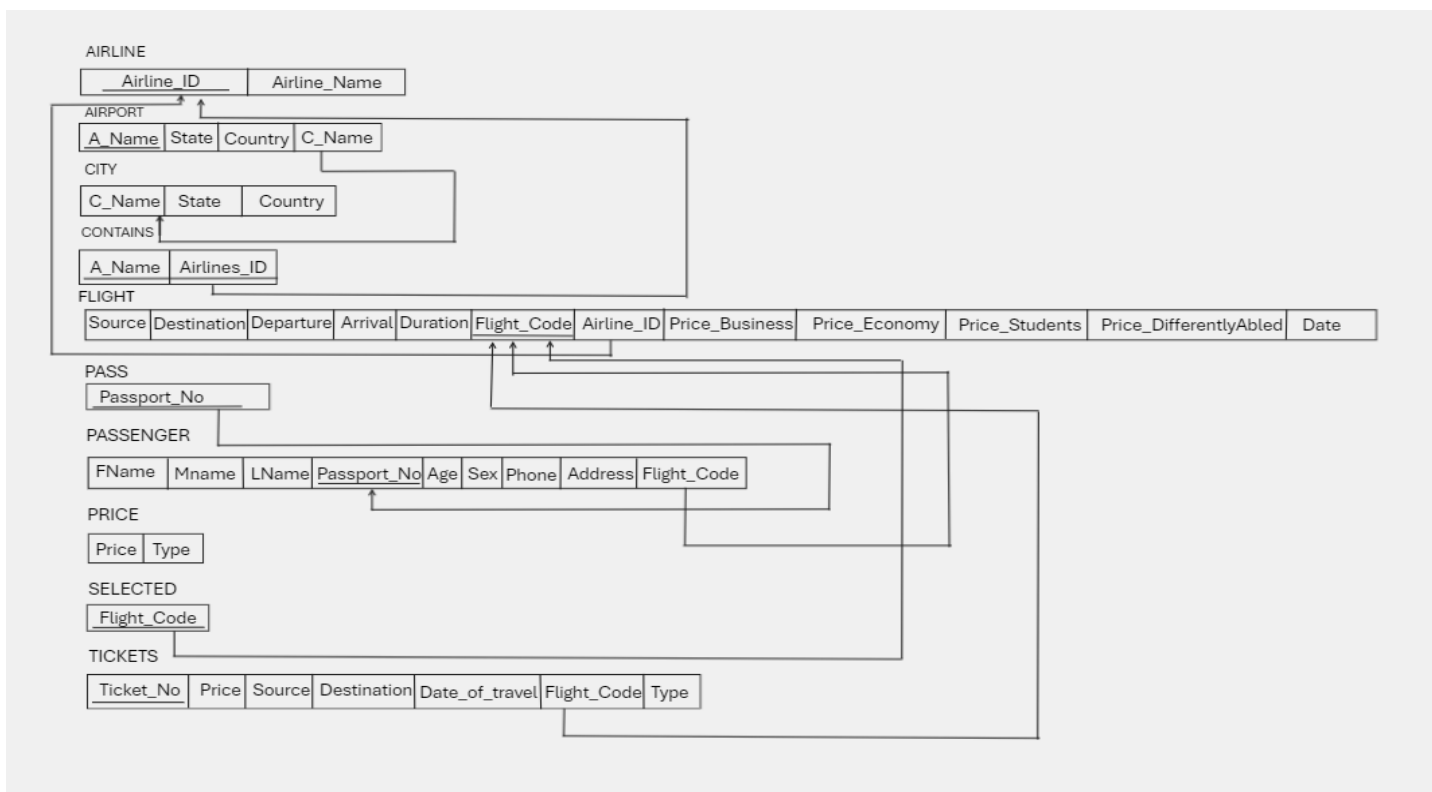 AIRLINE
Airline_ID Airline_Name
AIRPORT
A_Name State Country C_Name
CITY
C_Name State Country
CONTAINS
A_Name Airlines_ID
FLIGHT
Source Destination Departure Arrival Duration Flight_Code Airline_ID Price_Business Price_Economy Price_Students Price_DifferentlyAbled Date
PASS
Passport_No
PASSENGER
FName Mname LName Passport_No Age Sex Phone Address Flight_Code
PRICE
Price Type
SELECTED
Flight_Code
TICKETS
Ticket_No Price Source Destination Date_of_travel Flight_Code Type